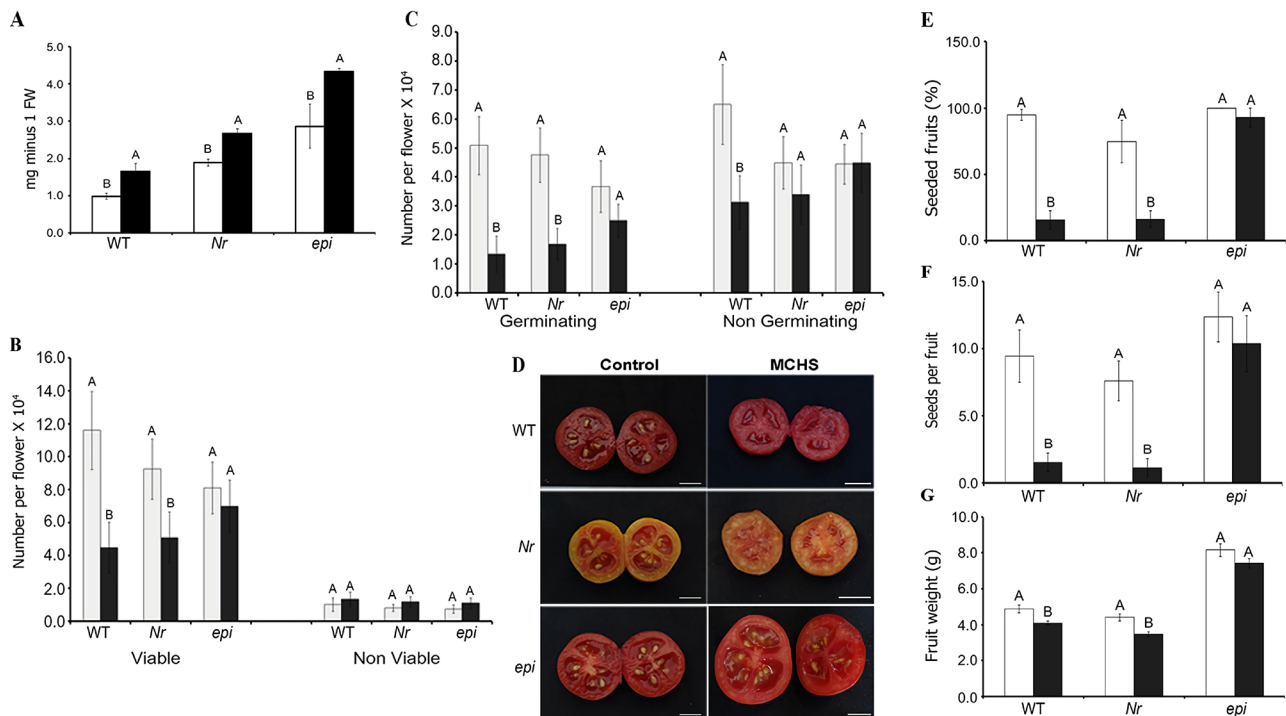 A
5.0
4.0
3.0
2.0
1.0
0.0
mg minus 1 FW
B A
B A
B A
WT Nr epi
B
16.0
14.0
12.0
10.0
8.0
6.0
4.0
2.0
0.0
Number per flower X 10⁴
A B
A B
A A
A A
A A
A A
WT Nr epi WT Nr epi
Viable Non Viable
C
9.0
8.0
7.0
6.0
5.0
4.0
3.0
2.0
1.0
0.0
Number per flower X 10⁴
A B
A B
A A
A B
A A
A A
WT Nr epi WT Nr epi
Germinating Non Germinating
D
Control MCHS
WT
Nr
epi
E
150.0
100.0
50.0
0.0
Seeded fruits (%)
A B
A B
A A
WT Nr epi
F
15.0
10.0
5.0
0.0
Seeds per fruit
A B
A B
A A
WT Nr epi
G
10.0
8.0
6.0
4.0
2.0
0.0
Fruit weight (g)
A B
A B
A A
WT Nr epi